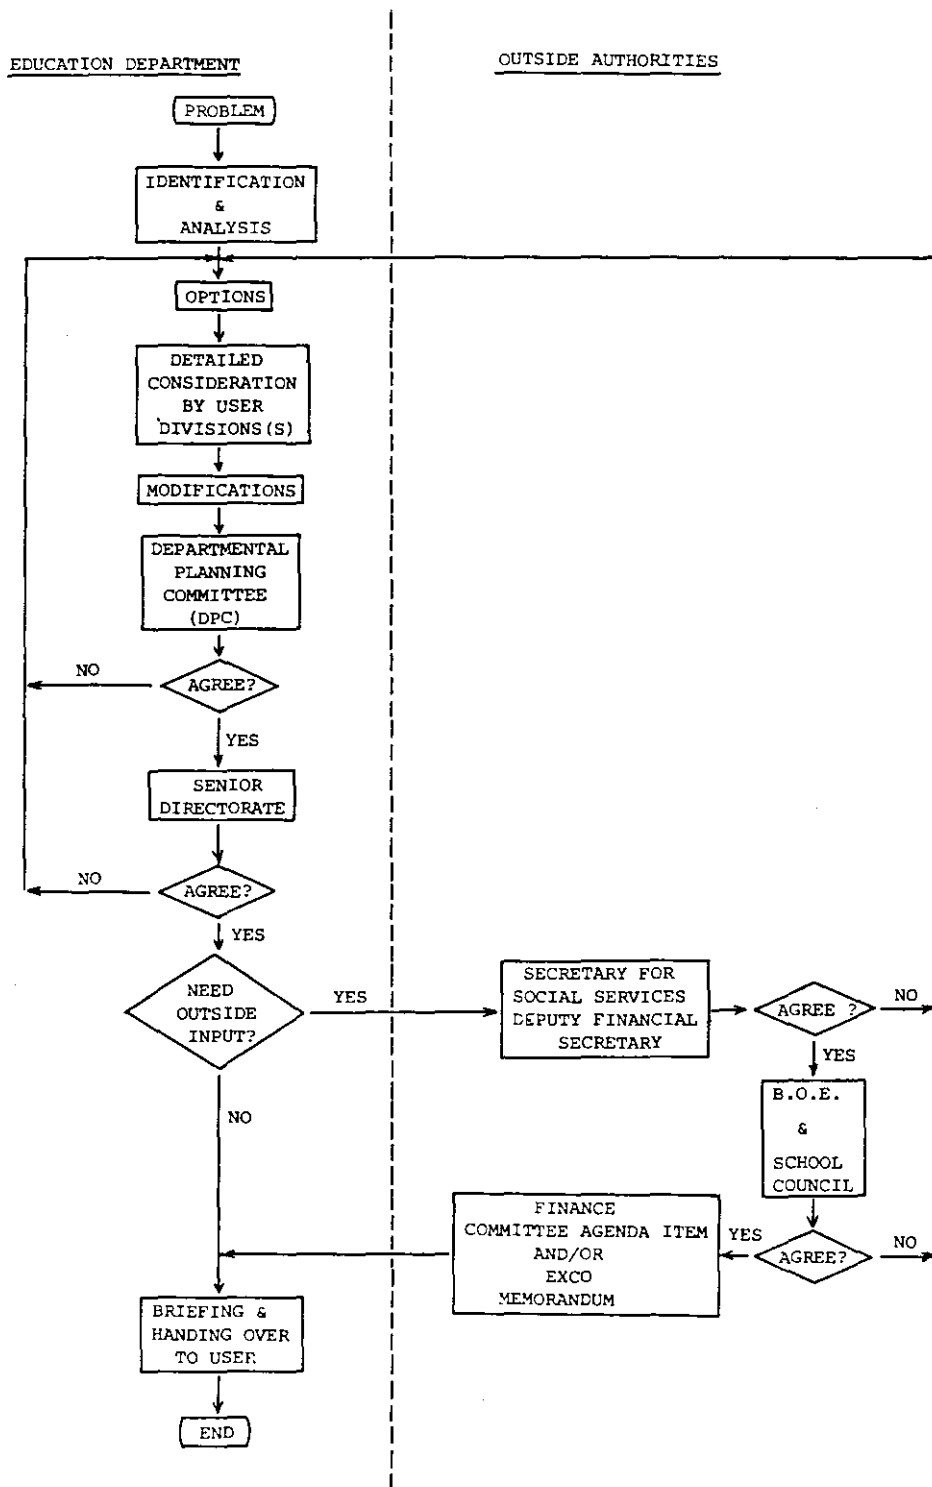 EDUCATION DEPARTMENT
OUTSIDE AUTHORITIES
PROBLEM
IDENTIFICATION
&
ANALYSIS
OPTIONS
DETAILED
CONSIDERATION
BY USER
DIVISIONS(S)
MODIFICATIONS
DEPARTMENTAL
PLANNING
COMMITTEE
(DPC)
NO
AGREE?
YES
SENIOR
DIRECTORATE
NO
AGREE?
YES
NEED
OUTSIDE
INPUT?
YES
SECRETARY FOR
SOCIAL SERVICES
DEPUTY FINANCIAL
SECRETARY
AGREE ?
NO
YES
B.O.E.
&
SCHOOL
COUNCIL
NO
FINANCE
COMMITTEE AGENDA ITEM
AND/OR
EXCO
MEMORANDUM
YES
AGREE?
NO
BRIEFING &
HANDING OVER
TO USER
END